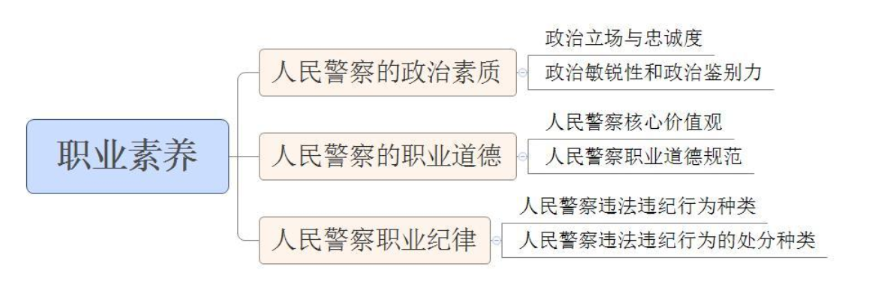 职业素养
人民警察的政治素质
政治立场与忠诚度
政治敏锐性和政治鉴别力
人民警察的职业道德
人民警察核心价值观
人民警察职业道德规范
人民警察职业纪律
人民警察违法违纪行为种类
人民警察违法违纪行为的处分种类